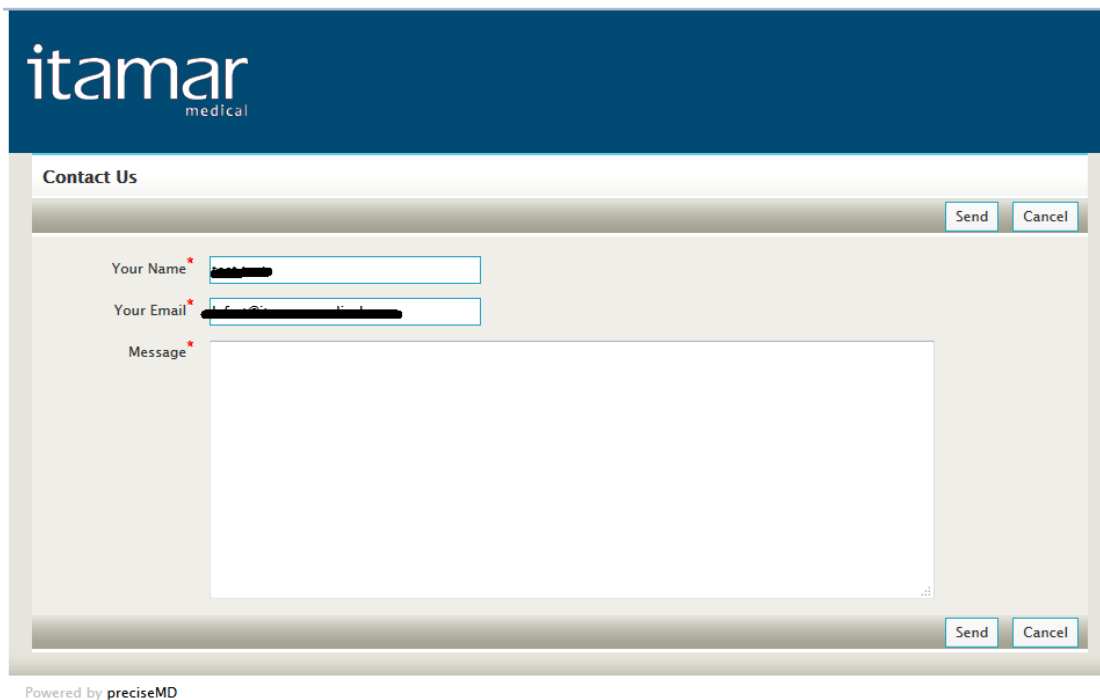 itamar
medical
Contact Us
Send Cancel
Your Name*
Your Email*
Message*
Send Cancel
Powered by preciseMD